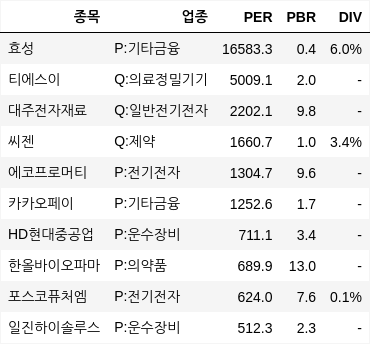 종목 업종 PER PBR DIV
효성 P:기타금융 16583.3 0.4 6.0%
티에스이 Q:의료정밀기기 5009.1 2.0 -
대주전자재료 Q:일반전기전자 2202.1 9.8 -
씨젠 Q:제약 1660.7 1.0 3.4%
에코프로머티 P:전기전자 1304.7 9.6 -
카카오페이 P:기타금융 1252.6 1.7 -
HD현대중공업 P:운수장비 711.1 3.4 -
한올바이오파마 P:의약품 689.9 13.0 -
포스코퓨처엠 P:전기전자 624.0 7.6 0.1%
일진하이솔루스 P:운수장비 512.3 2.3 -